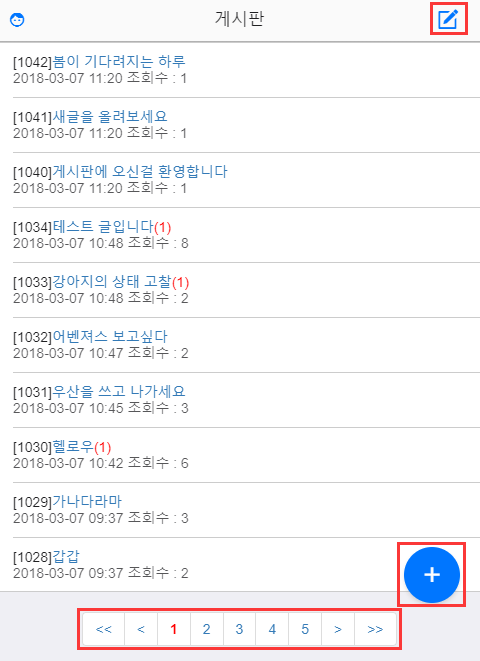 게시판
[1042]봄이 기다려지는 하루
2018-03-07 11:20 조회수 : 1
[1041]새글을 올려보세요
2018-03-07 11:20 조회수 : 1
[1040]게시판에 오신걸 환영합니다
2018-03-07 11:20 조회수 : 1
[1034]테스트 글입니다(1)
2018-03-07 10:48 조회수 : 8
[1033]강아지의 상태 고찰(1)
2018-03-07 10:48 조회수 : 2
[1032]어벤져스 보고싶다
2018-03-07 10:47 조회수 : 2
[1031]우산을 쓰고 나가세요
2018-03-07 10:45 조회수 : 3
[1030]헬로우(1)
2018-03-07 10:42 조회수 : 6
[1029]가나다라마
2018-03-07 09:37 조회수 : 3
[1028]갑갑
2018-03-07 09:37 조회수 : 2
+
<< < 1 2 3 4 5 > >>